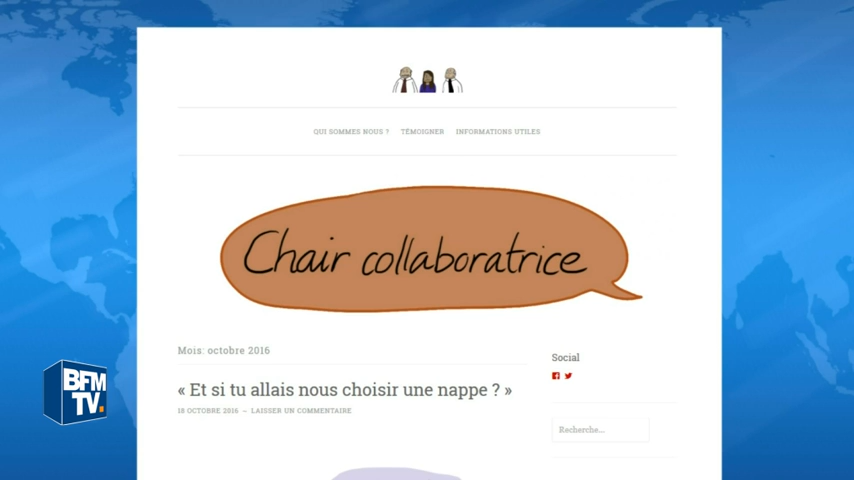 QUI SOMMES NOUS ? TÉMOIGNER INFORMATIONS UTILES
Chair collaboratrice
Mois: octobre 2016
« Et si tu allais nous choisir une nappe ? »
18 OCTOBRE 2016 ~ LAISSER UN COMMENTAIRE
Social
Recherche...
BFM
TV.